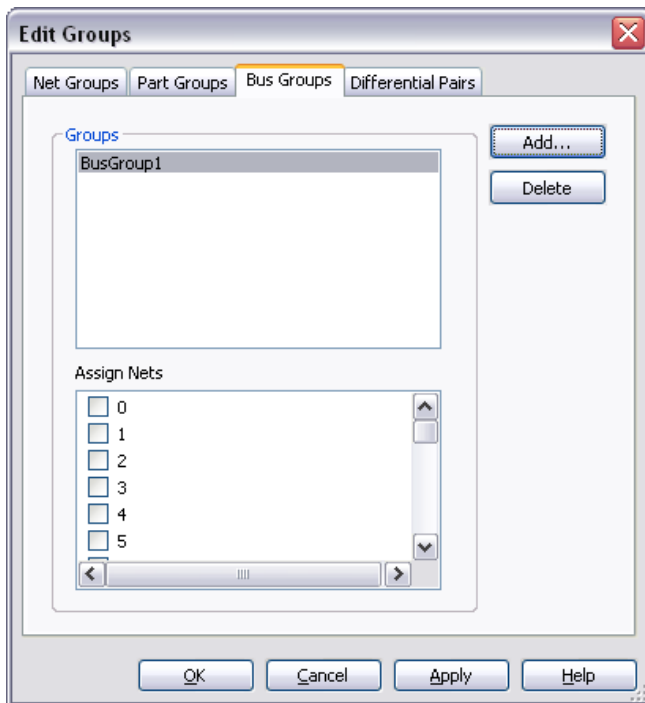 Edit Groups
Net Groups Part Groups Bus Groups Differential Pairs
Groups
Add...
BusGroup1
Delete
Assign Nets
0
1
2
3
4
5
OK Cancel Apply Help